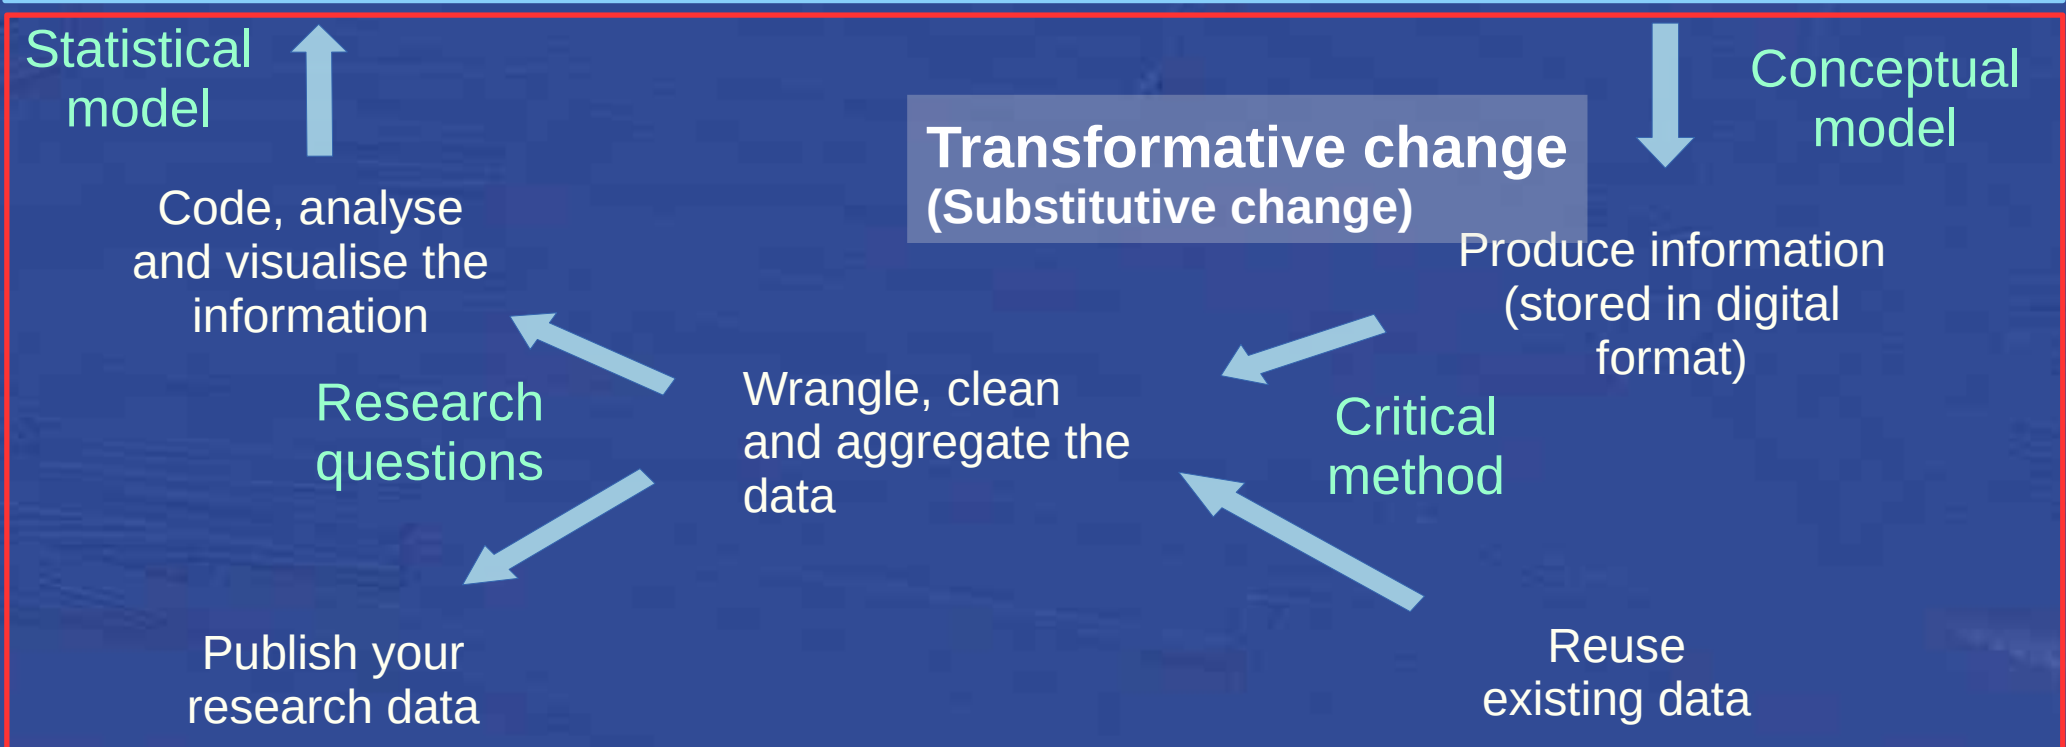 Statistical
model
Conceptual
model
Transformative change
(Substitutive change)
Code, analyse
and visualise the
information
Produce information
(stored in digital
format)
Research
questions
Wrangle, clean
and aggregate the
data
Critical
method
Publish your
research data
Reuse
existing data